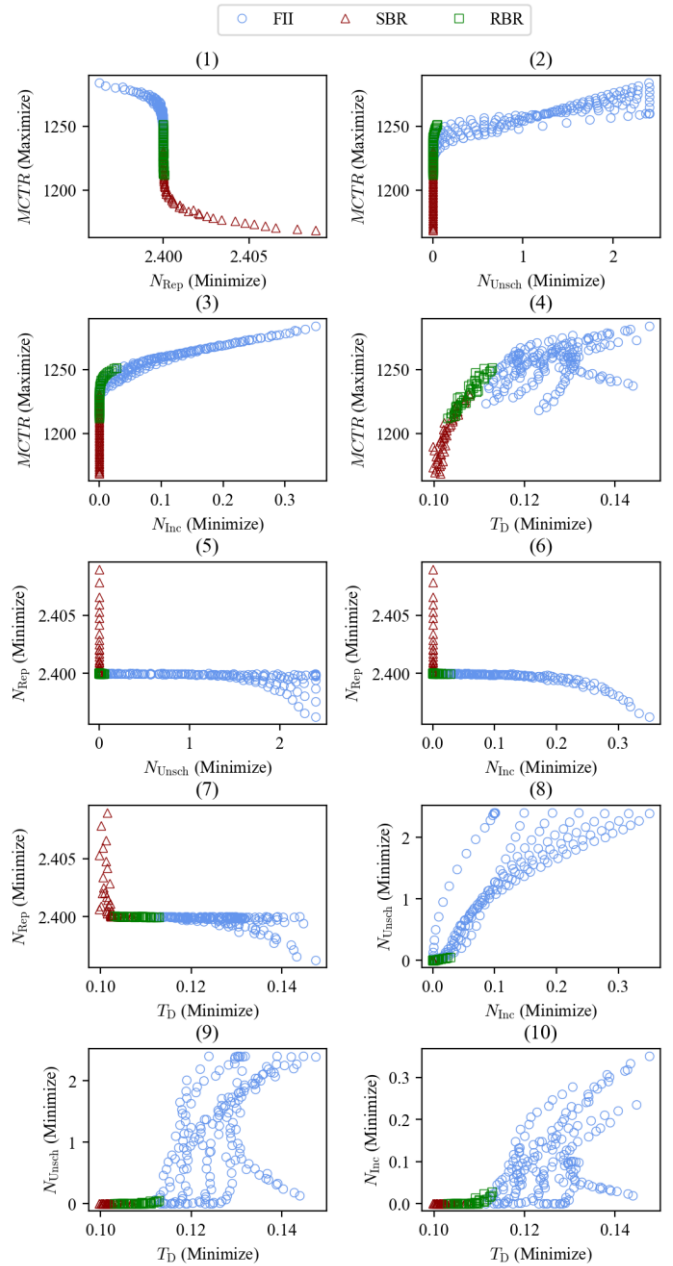 FII SBR RBR
(1) (2)
MCTR (Maximize)
1250
1200
2.400 2.405
N_Rep (Minimize)
MCTR (Maximize)
1250
1200
0 1 2
N_Unsch (Minimize)
(3) (4)
MCTR (Maximize)
1250
1200
0.0 0.1 0.2 0.3
N_Inc (Minimize)
MCTR (Maximize)
1250
1200
0.10 0.12 0.14
T_D (Minimize)
(5) (6)
N_Rep (Minimize)
2.405
2.400
0 1 2
N_Unsch (Minimize)
N_Rep (Minimize)
2.405
2.400
0.0 0.1 0.2 0.3
N_Inc (Minimize)
(7) (8)
N_Rep (Minimize)
2.405
2.400
0.10 0.12 0.14
T_D (Minimize)
N_Unsch (Minimize)
2
1
0
0.0 0.1 0.2 0.3
N_Inc (Minimize)
(9) (10)
N_Unsch (Minimize)
2
1
0
0.10 0.12 0.14
T_D (Minimize)
N_Inc (Minimize)
0.3
0.2
0.1
0.0
0.10 0.12 0.14
T_D (Minimize)